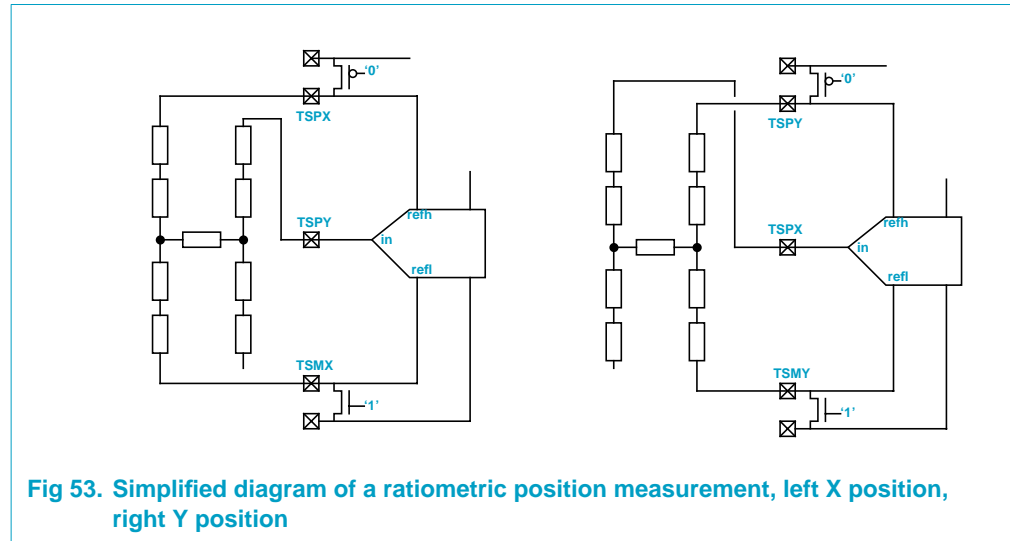 ‘0’
TSPX
TSPY
refh
in
refl
TSMX
‘1’
‘0’
TSPY
TSPX
refh
in
refl
TSMY
‘1’
Fig 53. Simplified diagram of a ratiometric position measurement, left X position,
right Y position